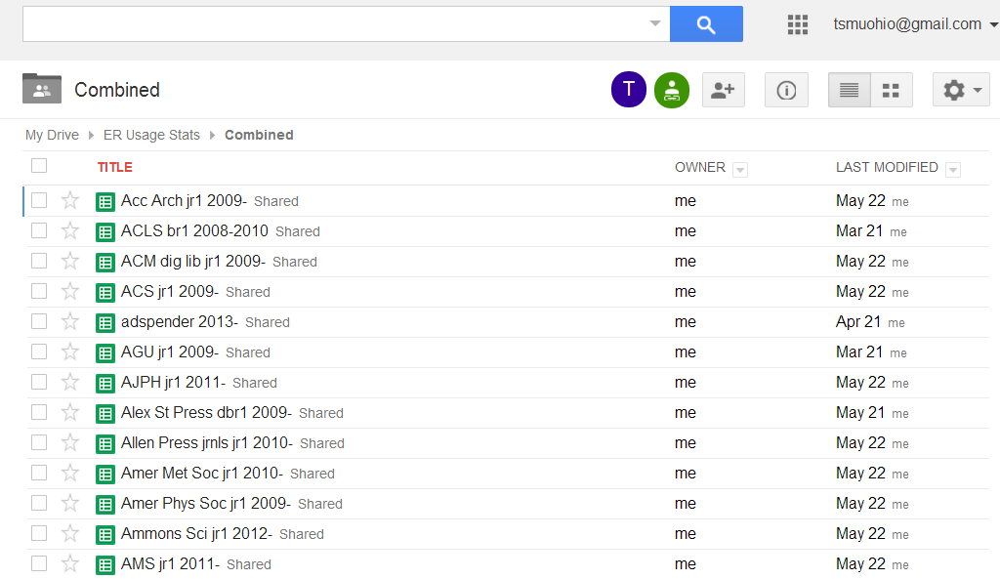 tsmuohio@gmail.com
Combined
T
My Drive ER Usage Stats Combined
TITLE OWNER LAST MODIFIED
Acc Arch jr1 2009- Shared me May 22 me
ACLS br1 2008-2010 Shared me Mar 21 me
ACM dig lib jr1 2009- Shared me May 22 me
ACS jr1 2009- Shared me May 22 me
adspender 2013- Shared me Apr 21 me
AGU jr1 2009- Shared me Mar 21 me
AJPH jr1 2011- Shared me May 22 me
Alex St Press dbr1 2009- Shared me May 21 me
Allen Press jrnls jr1 2010- Shared me May 22 me
Amer Met Soc jr1 2010- Shared me May 22 me
Amer Phys Soc jr1 2009- Shared me May 22 me
Ammons Sci jr1 2012- Shared me May 22 me
AMS jr1 2011- Shared me May 22 me